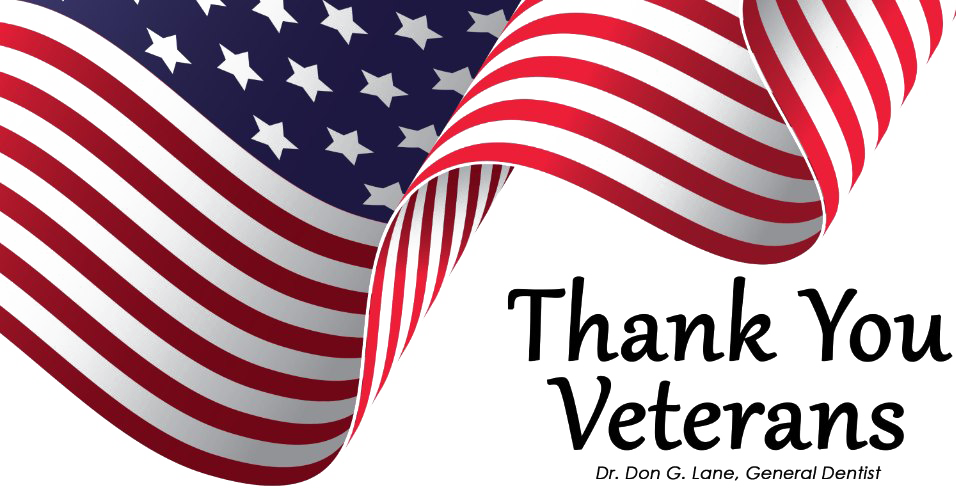 Thank You
Veterans
Dr. Don G. Lane, General Dentist